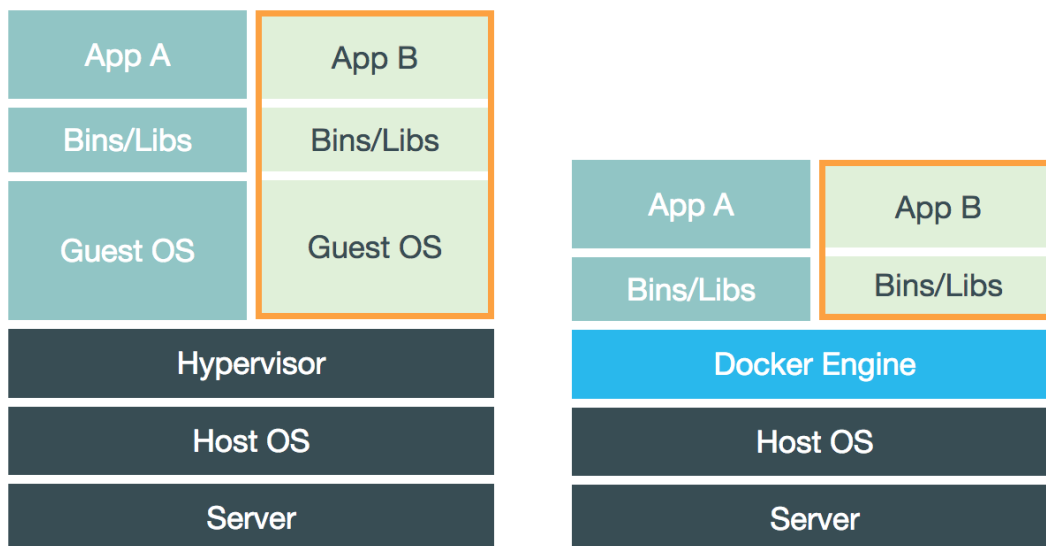 App A
App B
Bins/Libs
Bins/Libs
Guest OS
Guest OS
Hypervisor
Host OS
Server
App A
App B
Bins/Libs
Bins/Libs
Docker Engine
Host OS
Server